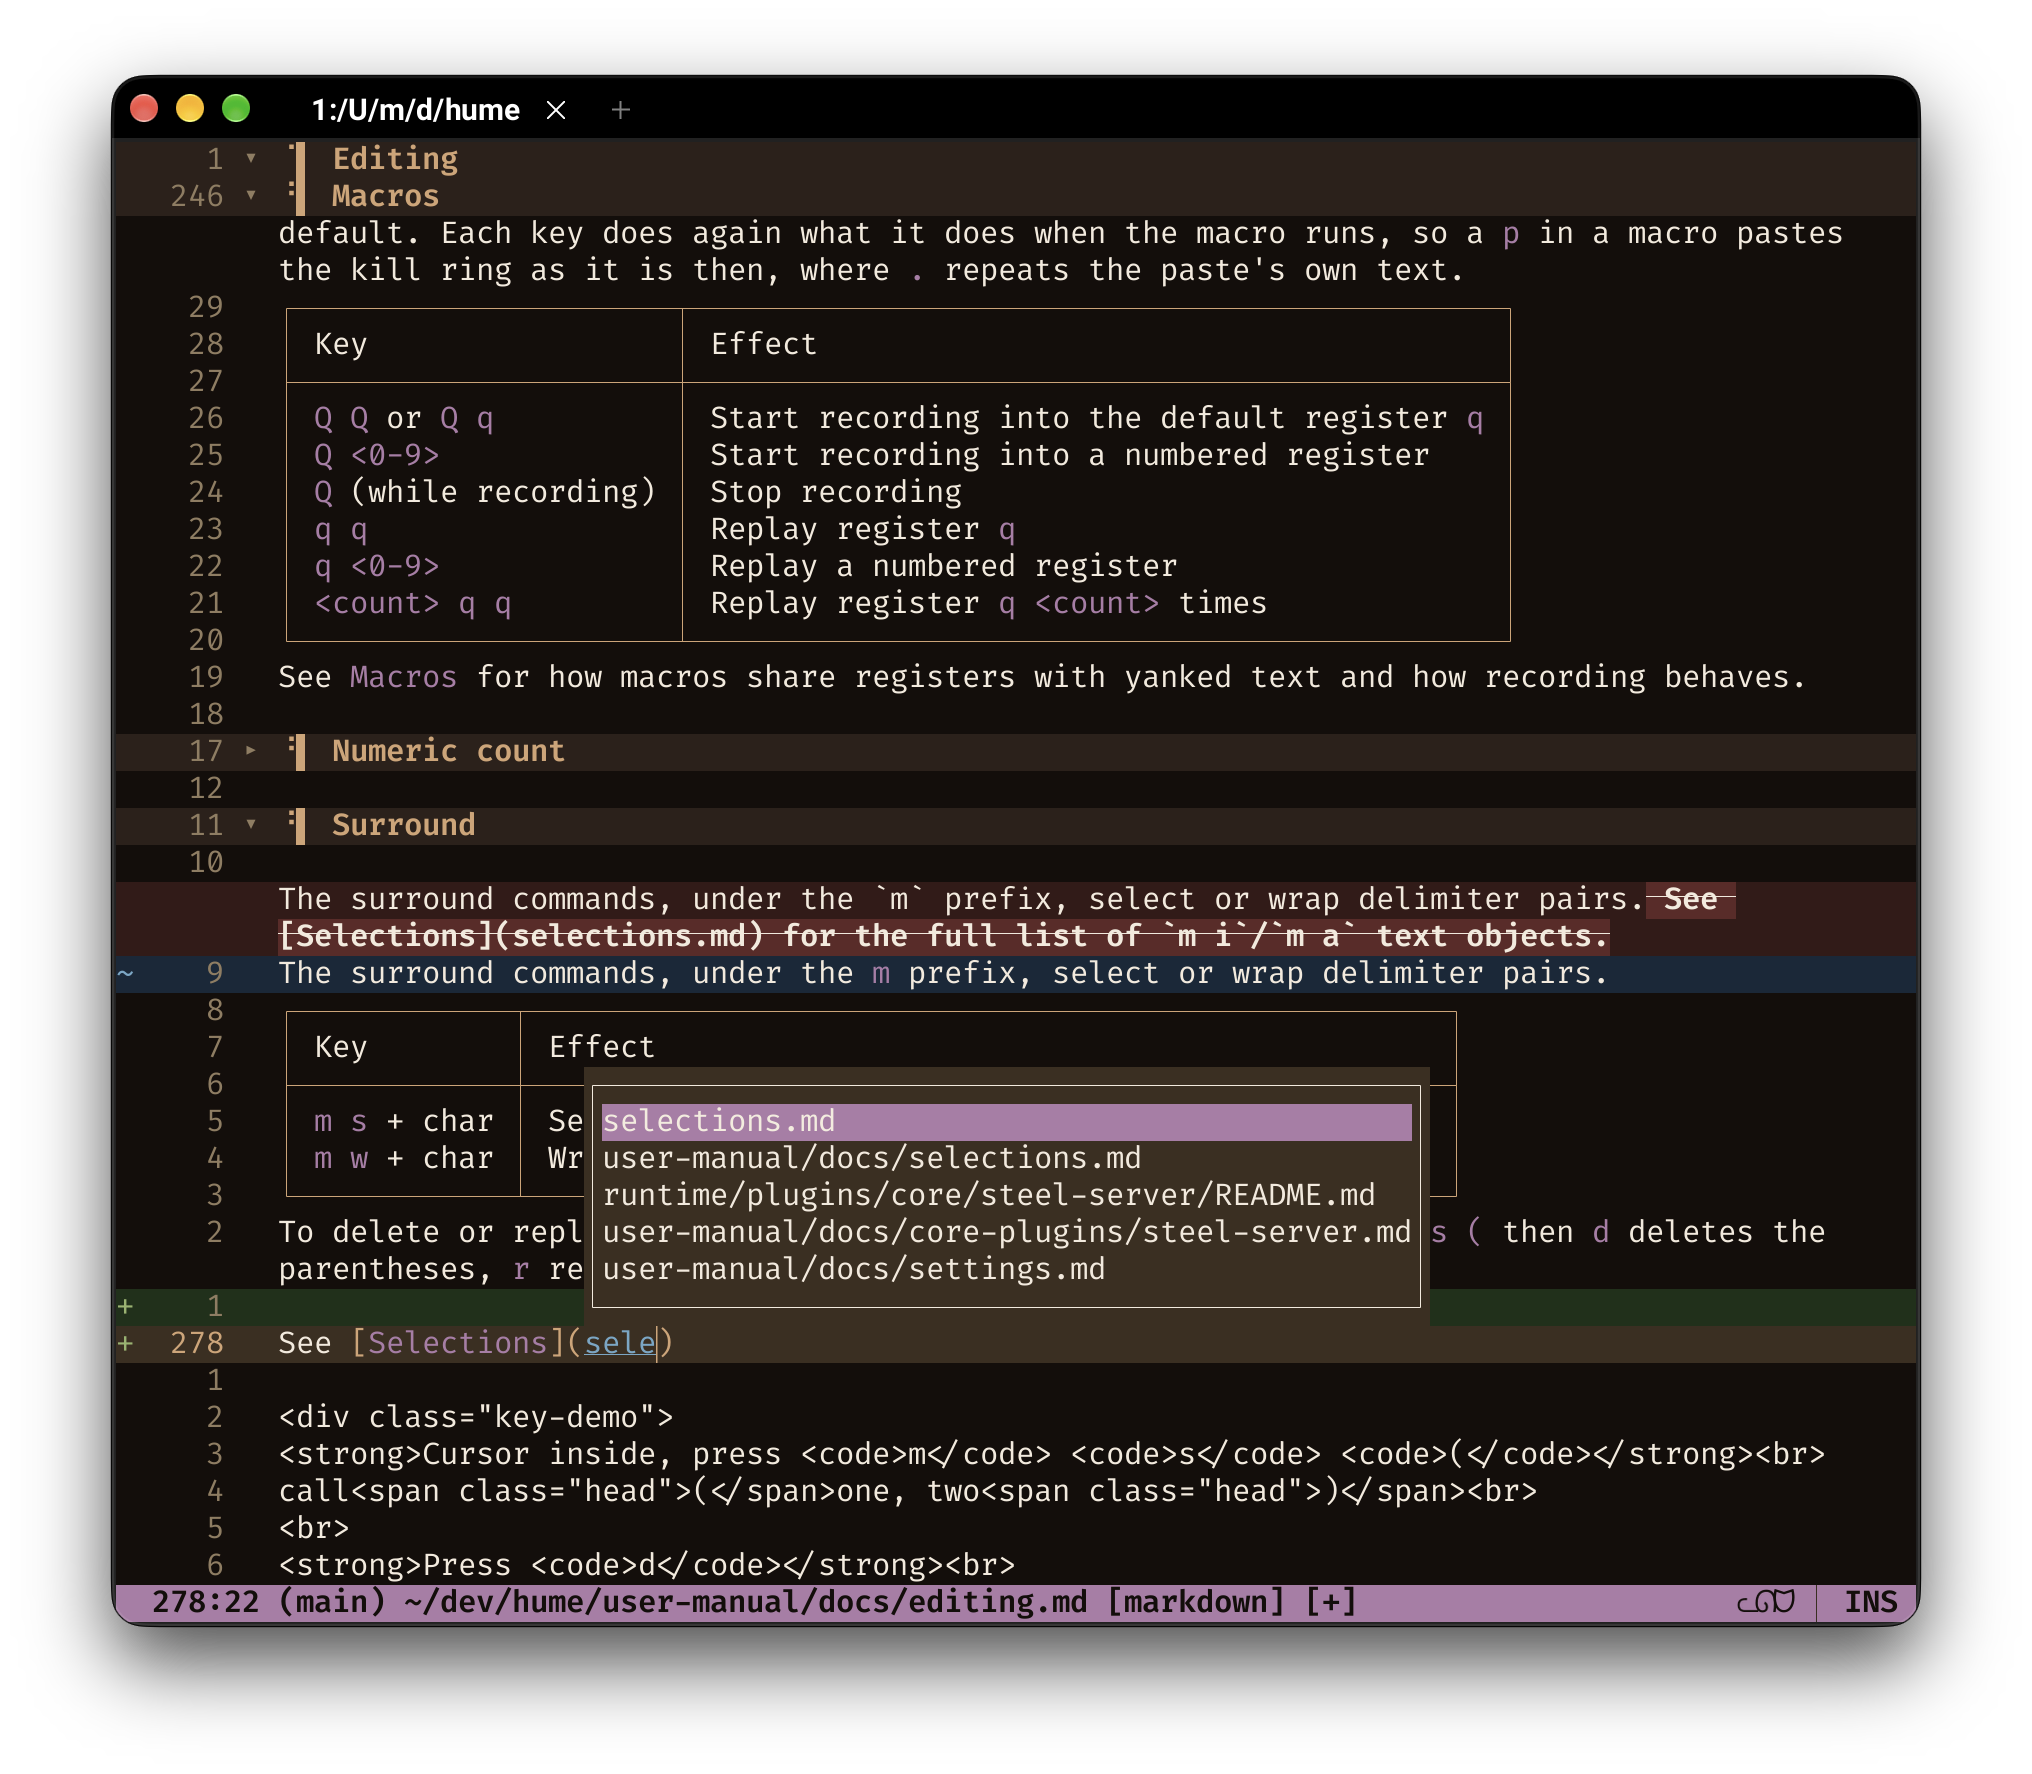 1:/U/m/d/hume × +
1 ▾ Editing
246 ▾ Macros
default. Each key does again what it does when the macro runs, so a p in a macro pastes
the kill ring as it is then, where . repeats the paste's own text.
29
28 Key Effect
27
26 Q Q or Q q Start recording into the default register q
25 Q <0-9> Start recording into a numbered register
24 Q (while recording) Stop recording
23 q q Replay register q
22 q <0-9> Replay a numbered register
21 <count> q q Replay register q <count> times
20
19 See Macros for how macros share registers with yanked text and how recording behaves.
18
17 ▸ Numeric count
12
11 ▾ Surround
10
The surround commands, under the `m` prefix, select or wrap delimiter pairs. See
[Selections](selections.md) for the full list of `m i`/`m a` text objects.
~ 9 The surround commands, under the m prefix, select or wrap delimiter pairs.
8
7 Key Effect
6
5 m s + char Se selections.md
4 m w + char Wr user-manual/docs/selections.md
3 runtime/plugins/core/steel-server/README.md
2 To delete or repl user-manual/docs/core-plugins/steel-server.md s ( then d deletes the
parentheses, r re user-manual/docs/settings.md
+ 1
+ 278 See [Selections](sele)
1
2 <div class="key-demo">
3 <strong>Cursor inside, press <code>m</code> <code>s</code> <code>(</code></strong><br>
4 call<span class="head">(</span>one, two<span class="head">)</span><br>
5 <br>
6 <strong>Press <code>d</code></strong><br>
278:22 (main) ~/dev/hume/user-manual/docs/editing.md [markdown] [+] INS